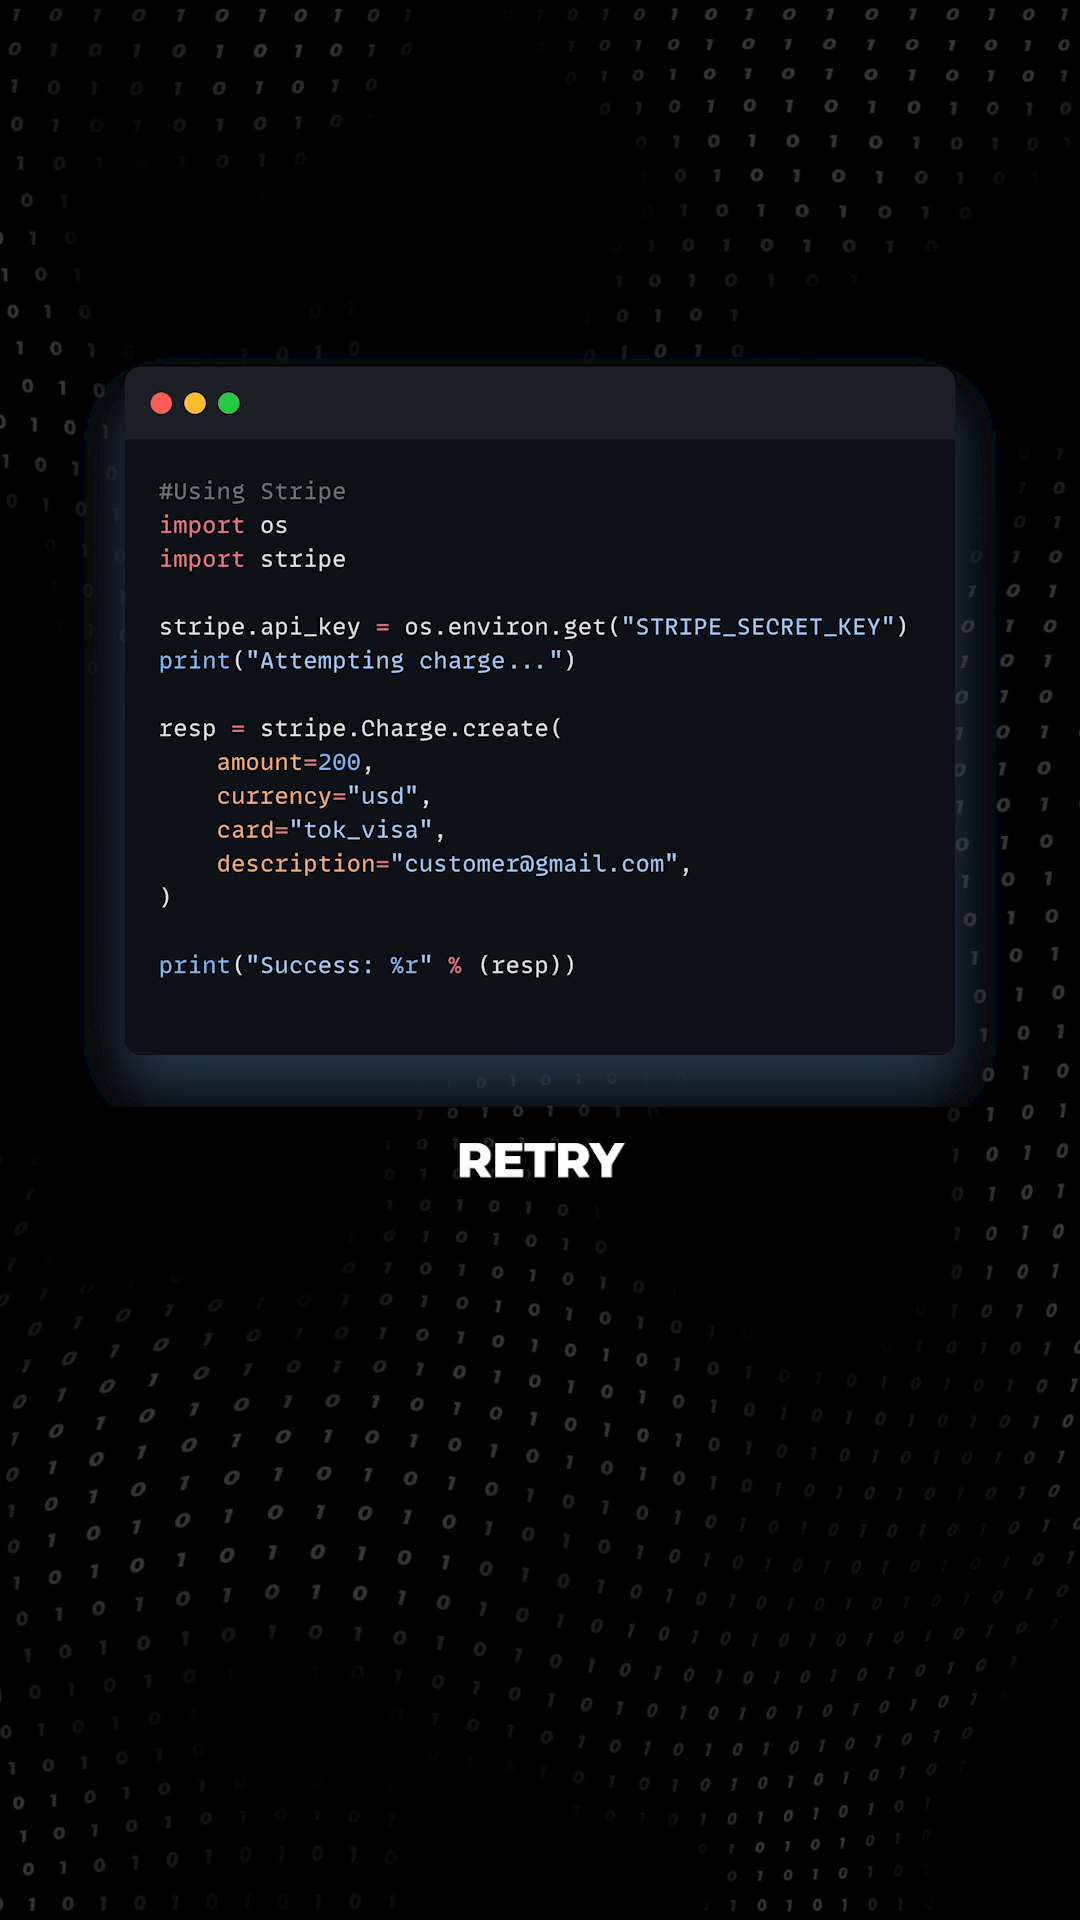 #Using Stripe
import os
import stripe

stripe.api_key = os.environ.get("STRIPE_SECRET_KEY")
print("Attempting charge...")

resp = stripe.Charge.create(
    amount=200,
    currency="usd",
    card="tok_visa",
    description="customer@gmail.com",
)

print("Success: %r" % (resp))
RETRY